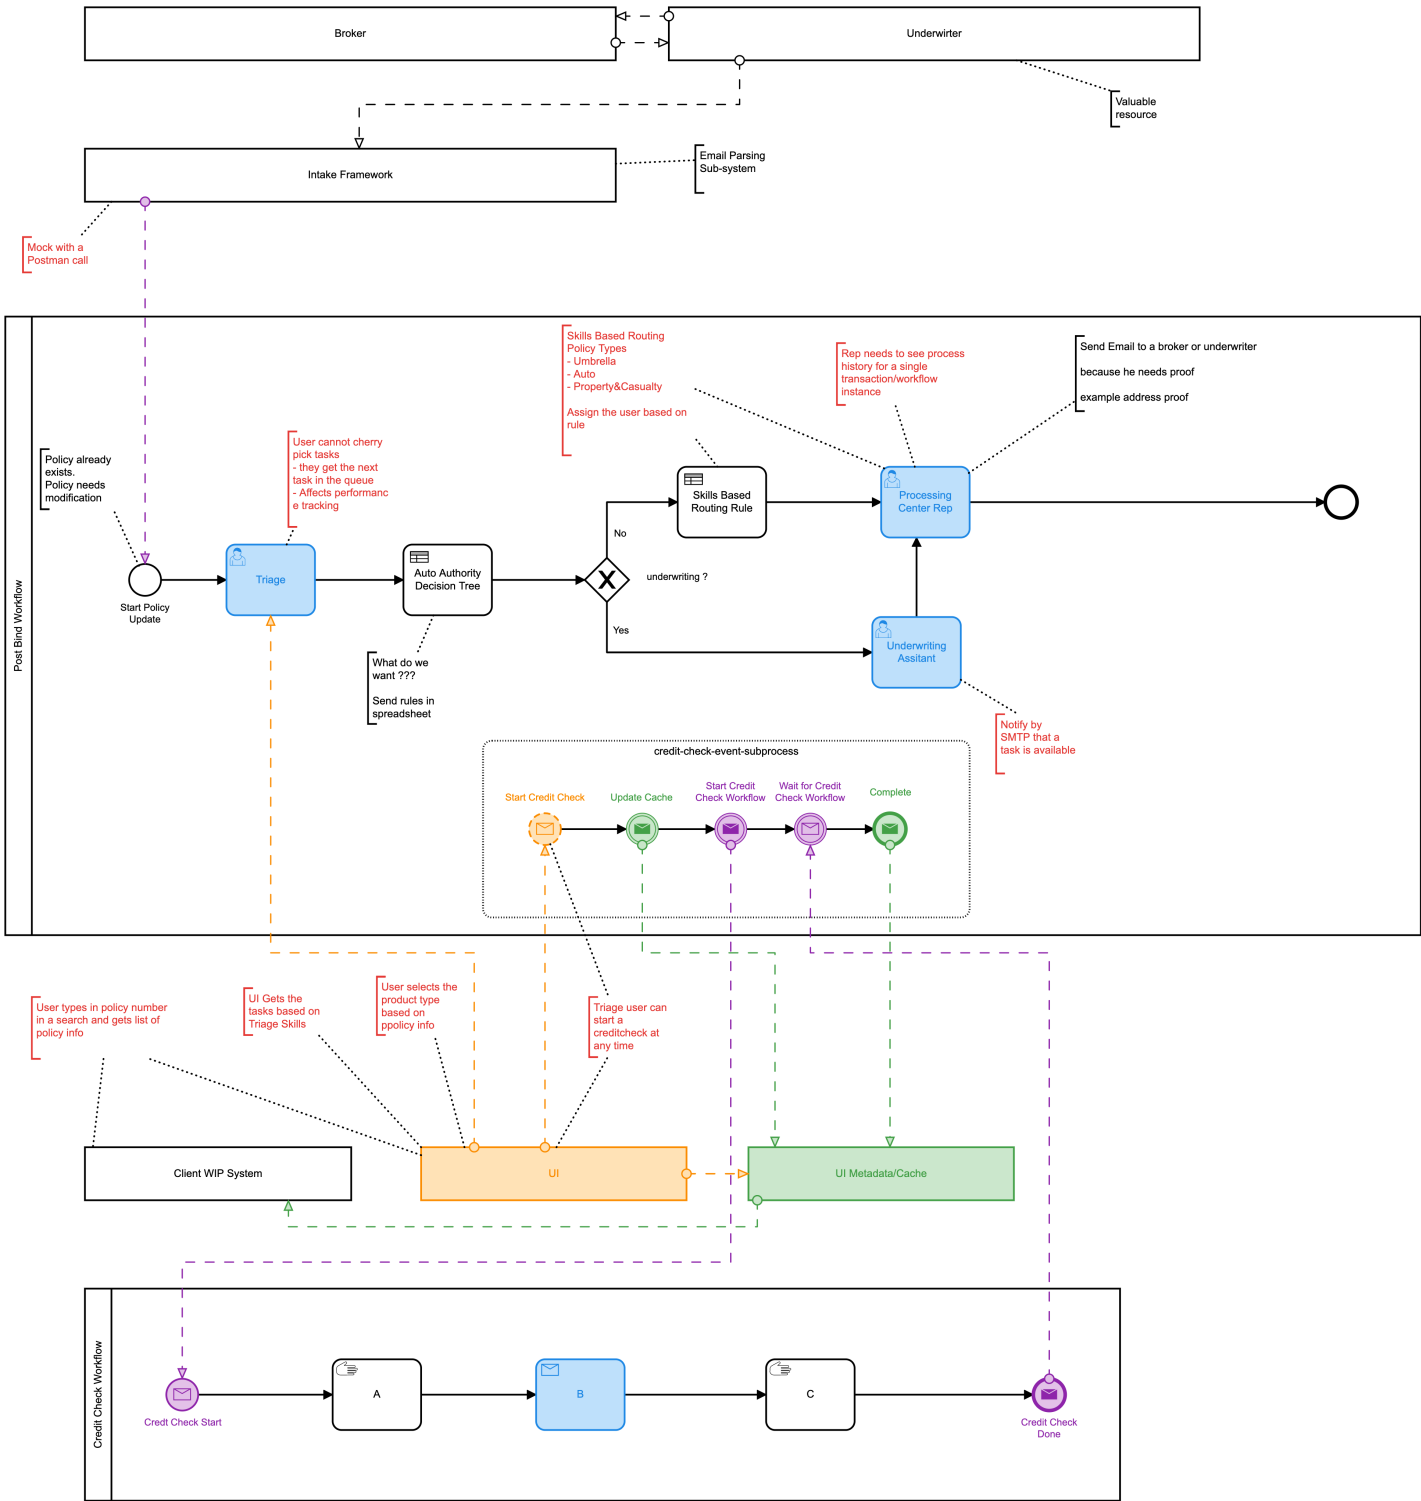 Broker
Underwirter
Valuable
resource
Intake Framework
Email Parsing
Sub-system
Mock with a
Postman call
Post Bind Workflow
Policy already
exists.
Policy needs
modification
Start Policy
Update
User cannot cherry
pick tasks
- they get the next
task in the queue
- Affects performanc
e tracking
Triage
Auto Authority
Decision Tree
What do we
want ???
Send rules in
spreadsheet
underwriting ?
No
Yes
Skills Based Routing
Policy Types
- Umbrella
- Auto
- Property&Casualty
Assign the user based on
rule
Skills Based
Routing Rule
Rep needs to see process
history for a single
transaction/workflow
instance
Send Email to a broker or underwriter
because he needs proof
example address proof
Processing
Center Rep
Underwriting
Assitant
Notify by
SMTP that a
task is available
credit-check-event-subprocess
Start Credit Check
Update Cache
Start Credit
Check Workflow
Wait for Credit
Check Workflow
Complete
User types in policy number
in a search and gets list of
policy info
UI Gets the
tasks based on
Triage Skills
User selects the
product type
based on
ppolicy info
Triage user can
start a
creditcheck at
any time
Client WIP System
UI
UI Metadata/Cache
Credit Check Workflow
Credt Check Start
A
B
C
Credit Check
Done